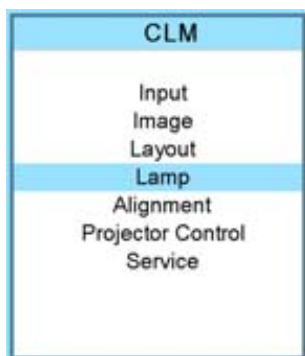 CLM
Input
Image
Layout
Lamp
Alignment
Projector Control
Service